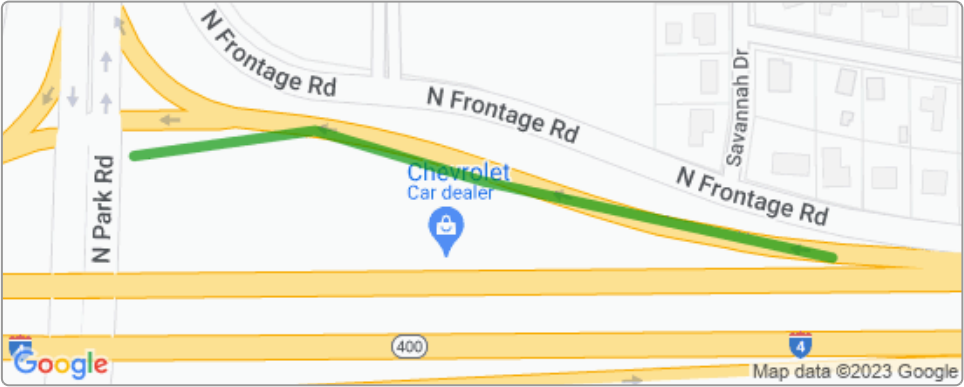 N Frontage Rd
N Frontage Rd
Savannah Dr
N Park Rd
Chevrolet
Car dealer
N Frontage Rd
400
4
4
Google
Map data ©2023 Google